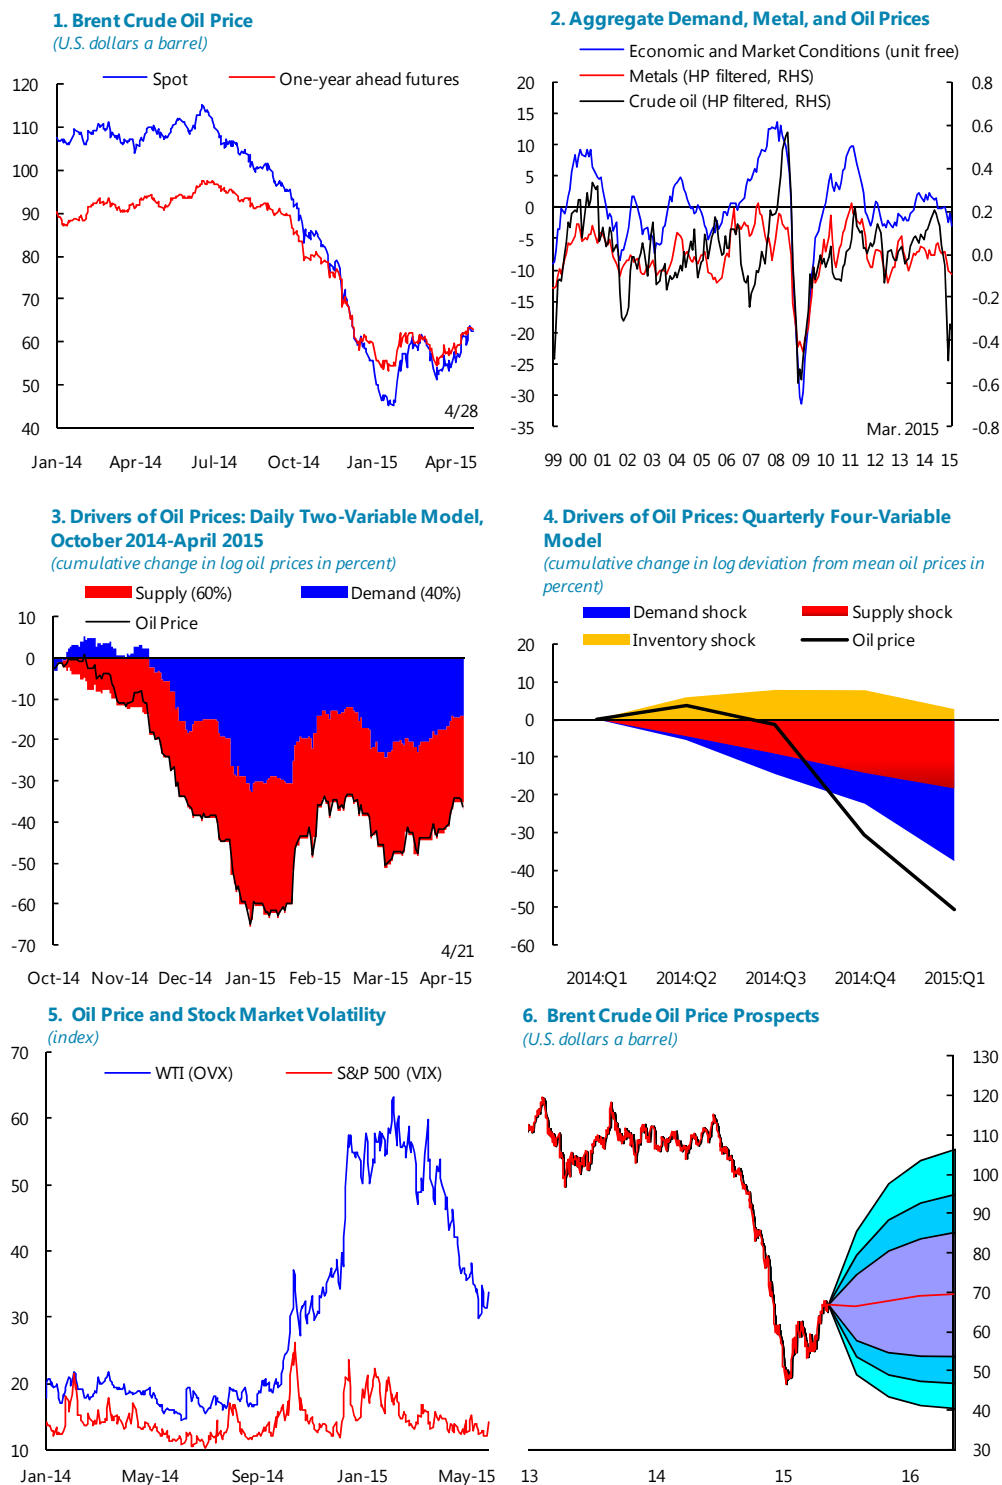 1. Brent Crude Oil Price
(U.S. dollars a barrel)
Spot
One-year ahead futures
120
110
100
90
80
70
60
50
40
4/28
Jan-14 Apr-14 Jul-14 Oct-14 Jan-15 Apr-15
2. Aggregate Demand, Metal, and Oil Prices
Economic and Market Conditions (unit free)
Metals (HP filtered, RHS)
Crude oil (HP filtered, RHS)
20
15
10
5
0
-5
-10
-15
-20
-25
-30
-35
0.8
0.6
0.4
0.2
0.0
-0.2
-0.4
-0.6
-0.8
Mar. 2015
99 00 01 02 03 04 05 06 07 08 09 10 11 12 13 14 15
3. Drivers of Oil Prices: Daily Two-Variable Model,
October 2014-April 2015
(cumulative change in log oil prices in percent)
Supply (60%)
Demand (40%)
Oil Price
10
0
-10
-20
-30
-40
-50
-60
-70
4/21
Oct-14 Nov-14 Dec-14 Jan-15 Feb-15 Mar-15 Apr-15
4. Drivers of Oil Prices: Quarterly Four-Variable
Model
(cumulative change in log deviation from mean oil prices in
percent)
Demand shock
Supply shock
Inventory shock
Oil price
20
10
0
-10
-20
-30
-40
-50
-60
2014:Q1 2014:Q2 2014:Q3 2014:Q4 2015:Q1
5. Oil Price and Stock Market Volatility
(index)
WTI (OVX)
S&P 500 (VIX)
70
60
50
40
30
20
10
Jan-14 May-14 Sep-14 Jan-15 May-15
6. Brent Crude Oil Price Prospects
(U.S. dollars a barrel)
130
120
110
100
90
80
70
60
50
40
30
13 14 15 16